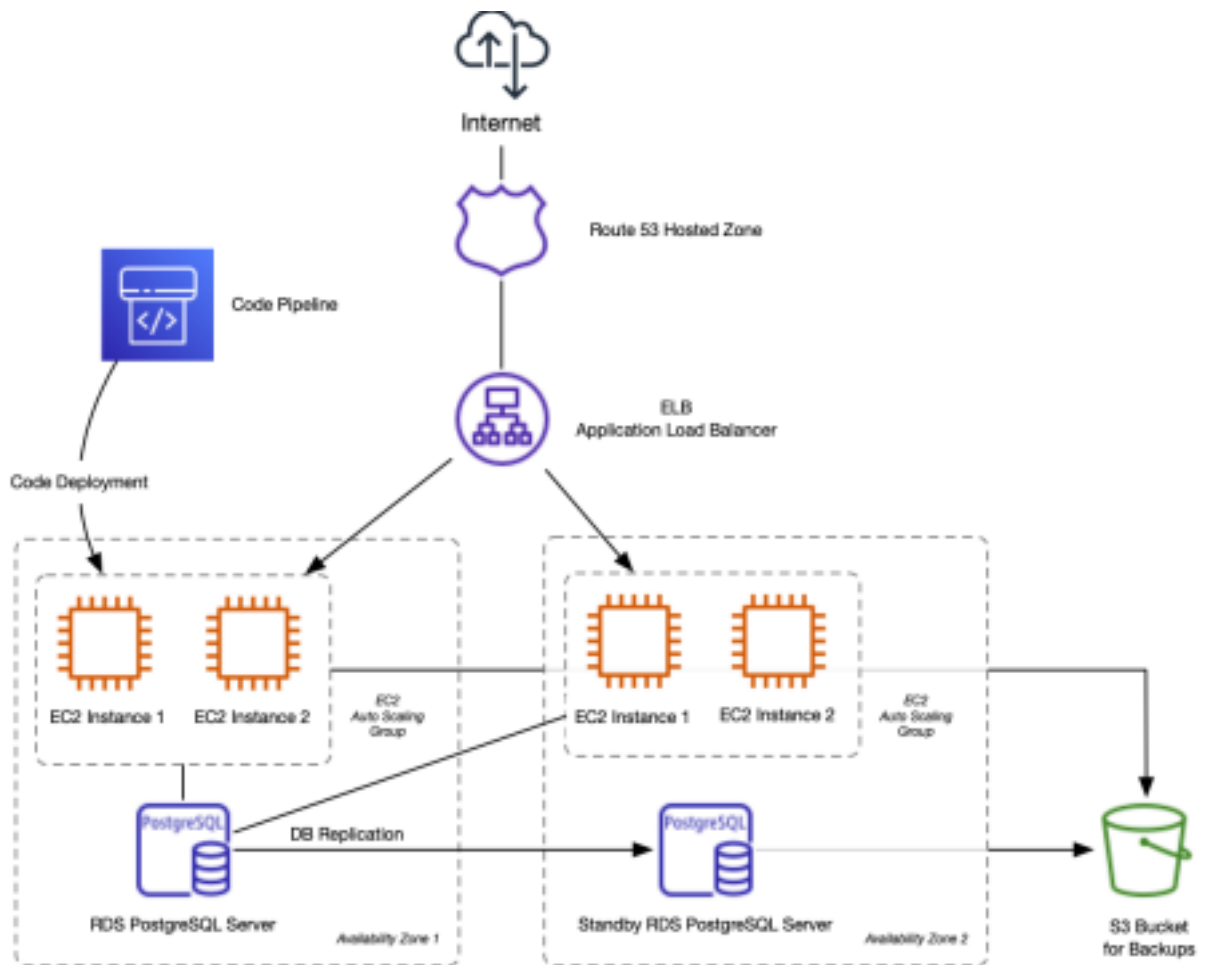 Internet
Route 53 Hosted Zone
Code Pipeline
ELB
Application Load Balancer
Code Deployment
EC2 Instance 1
EC2 Instance 2
EC2
Auto Scaling
Group
EC2 Instance 1
EC2 Instance 2
EC2
Auto Scaling
Group
PostgreSQL
DB Replication
PostgreSQL
RDS PostgreSQL Server
Availability Zone 1
Standby RDS PostgreSQL Server
Availability Zone 2
S3 Bucket
for Backups